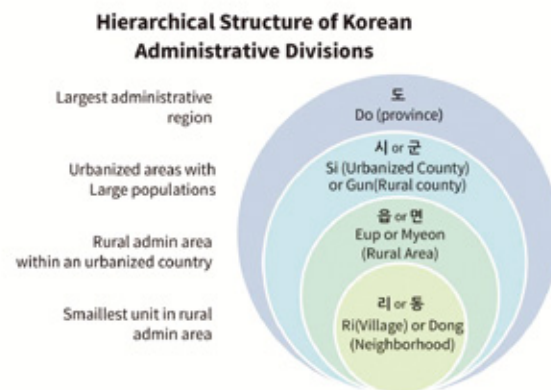 Hierarchical Structure of Korean
Administrative Divisions
Largest administrative
region
도
Do (province)
Urbanized areas with
Large populations
시 or 군
Si (Urbanized County)
or Gun(Rural county)
Rural admin area
within an urbanized country
읍 or 면
Eup or Myeon
(Rural Area)
Smaillest unit in rural
admin area
리 or 동
Ri(Village) or Dong
(Neighborhood)